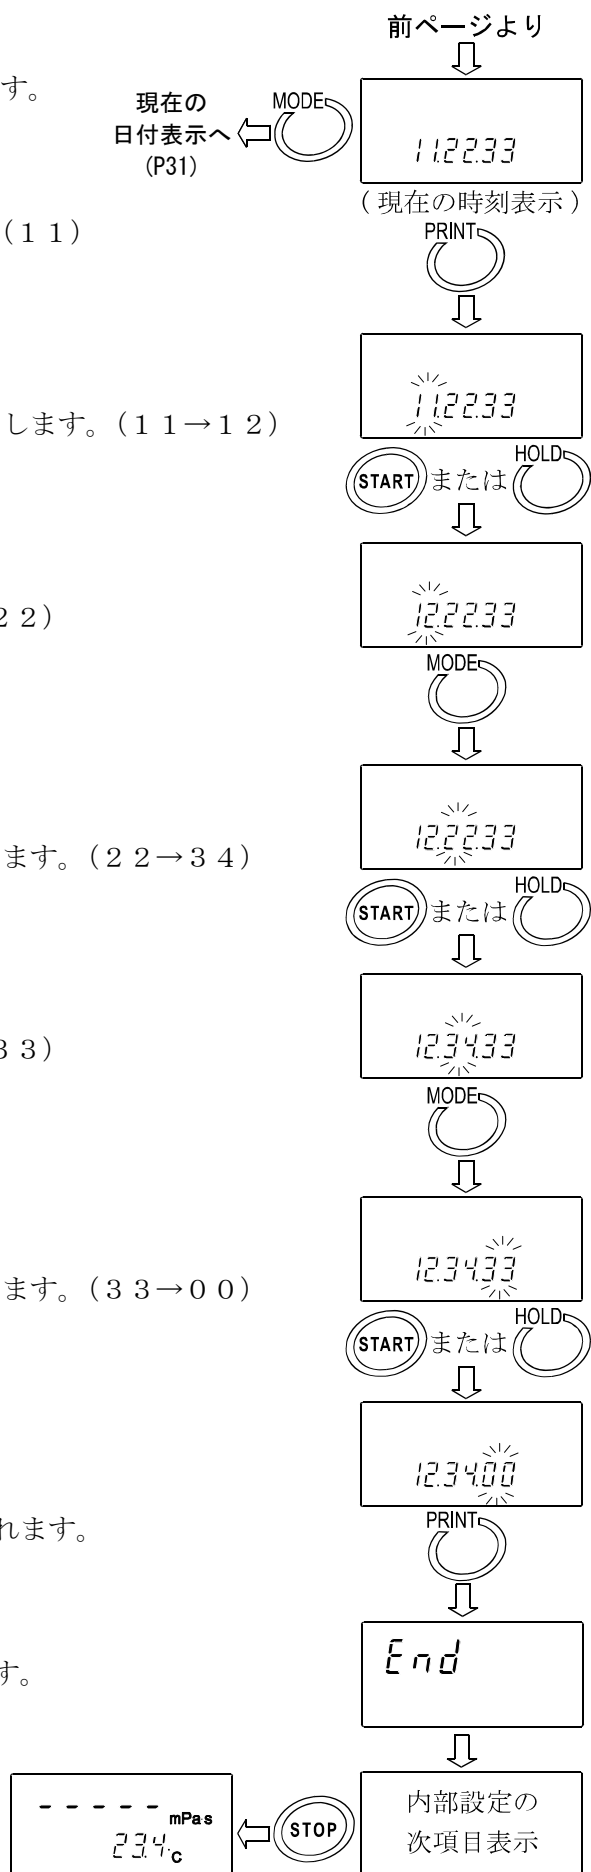 前ページより
す。
現在の
日付表示へ
(P31)
MODE
11.22.33
(現在の時刻表示)
(11)
PRINT
11.22.33
します。(11→12)
START または HOLD
12.22.33
22)
MODE
12.22.33
ます。(22→34)
START または HOLD
12.34.33
33)
MODE
12.34.33
ます。(33→00)
START または HOLD
12.34.00
れます。
PRINT
End
す。
内部設定の
次項目表示
STOP
----- mPa·s
23.4 °C